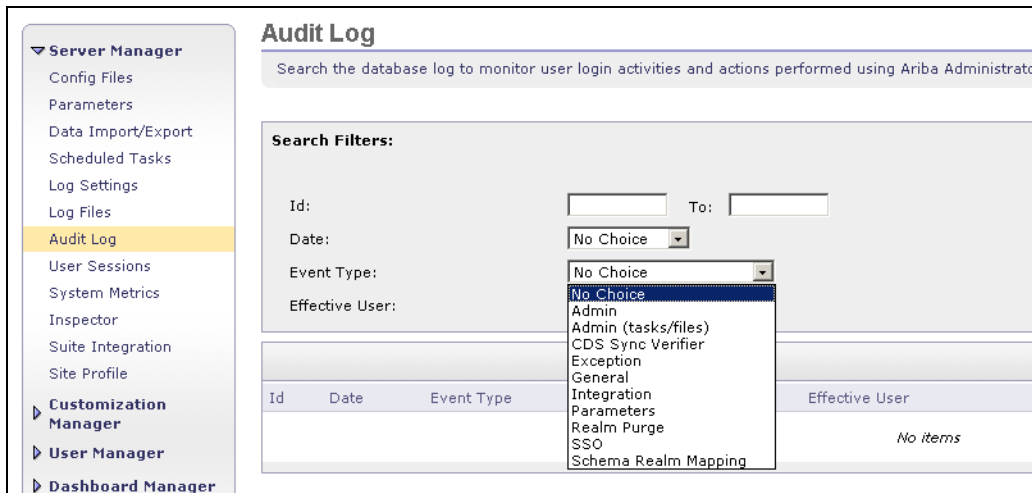 Server Manager
Config Files
Parameters
Data Import/Export
Scheduled Tasks
Log Settings
Log Files
Audit Log
User Sessions
System Metrics
Inspector
Suite Integration
Site Profile
Customization
Manager
User Manager
Dashboard Manager
Audit Log
Search the database log to monitor user login activities and actions performed using Ariba Administrato
Search Filters:
Id: To:
Date: No Choice
Event Type: No Choice
Effective User:
No Choice
Admin
Admin (tasks/files)
CDS Sync Verifier
Exception
General
Integration
Parameters
Realm Purge
SSO
Schema Realm Mapping
Id Date Event Type Effective User
No items